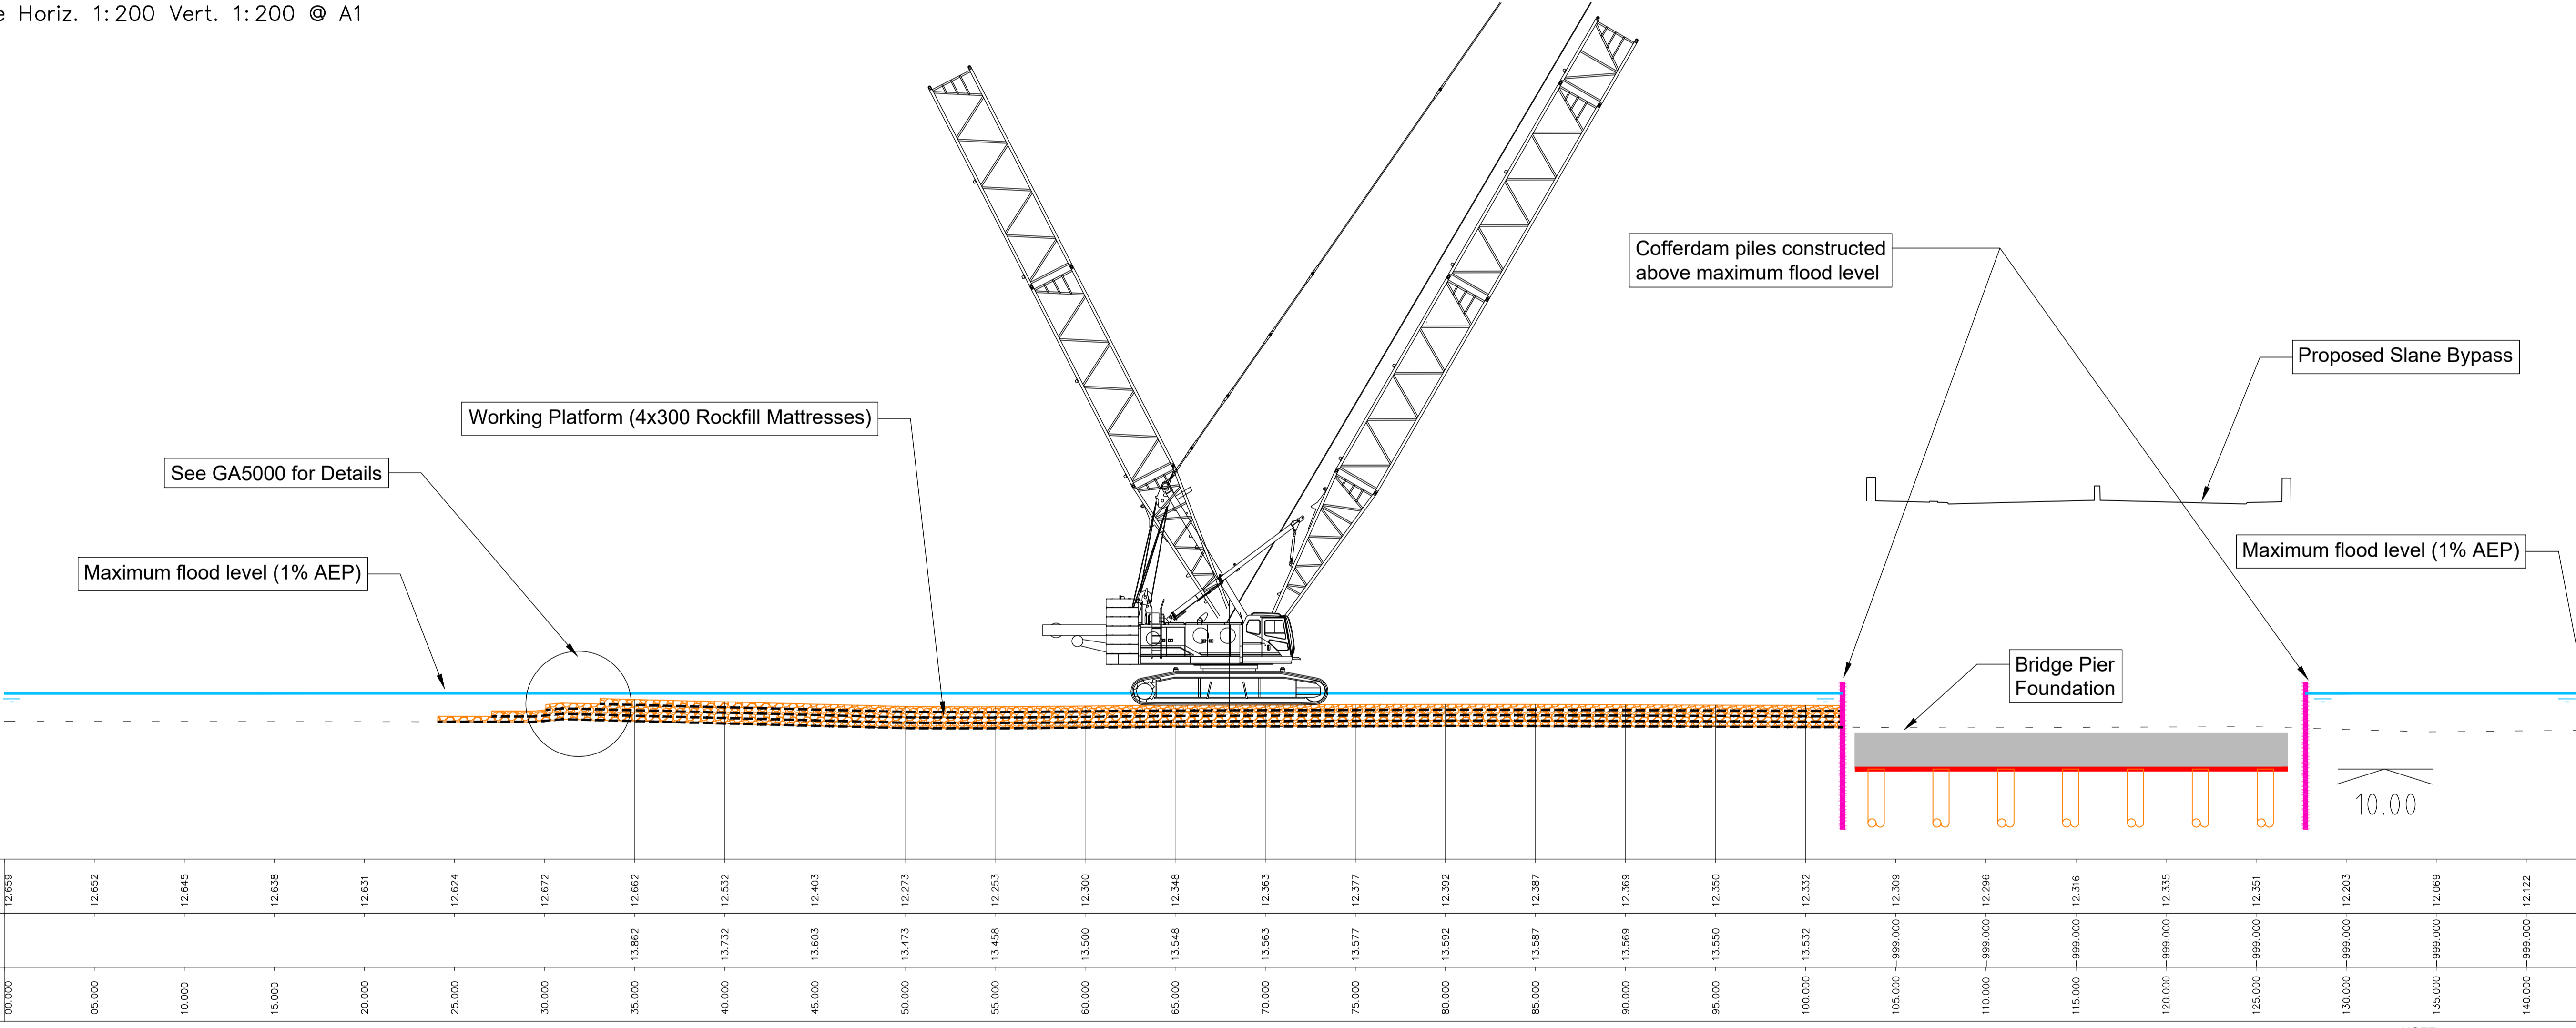 e Horiz. 1:200 Vert. 1:200 @ A1
Cofferdam piles constructed
above maximum flood level
Proposed Slane Bypass
Working Platform (4x300 Rockfill Mattresses)
See GA5000 for Details
Maximum flood level (1% AEP)
Maximum flood level (1% AEP)
Bridge Pier
Foundation
10.00
12.659 12.652 12.645 12.638 12.631 12.624 12.672 12.662 12.532 12.403 12.273 12.253 12.300 12.348 12.363 12.377 12.392 12.387 12.369 12.350 12.332 12.309 12.296 12.316 12.335 12.351 12.203 12.069 12.122
13.862 13.732 13.603 13.473 13.458 13.500 13.548 13.563 13.577 13.592 13.587 13.569 13.550 13.532 -999.000 -999.000 -999.000 -999.000 -999.000 -999.000 -999.000 -999.000
00.000 05.000 10.000 15.000 20.000 25.000 30.000 35.000 40.000 45.000 50.000 55.000 60.000 65.000 70.000 75.000 80.000 85.000 90.000 95.000 100.000 105.000 110.000 115.000 120.000 125.000 130.000 135.000 140.000